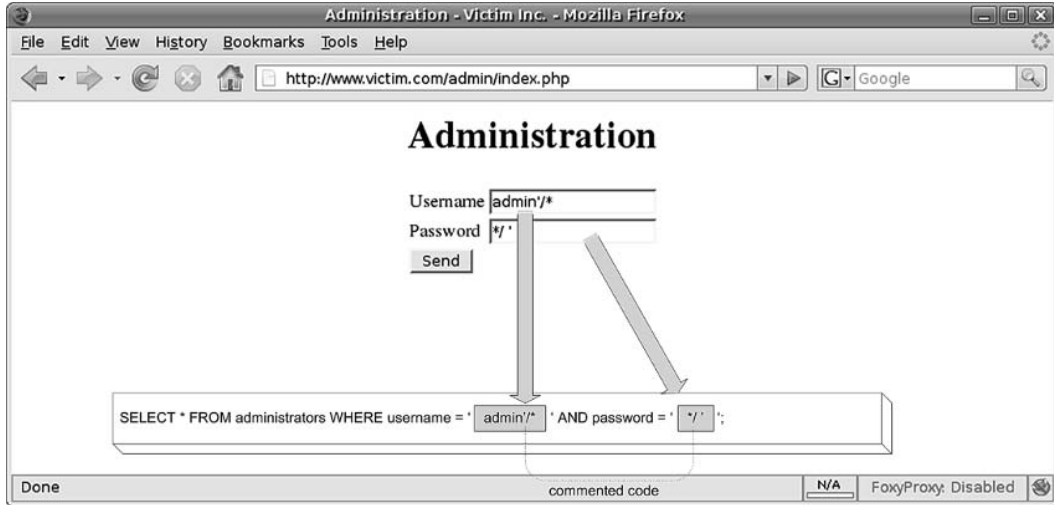 Administration - Victim Inc. - Mozilla Firefox
File Edit View History Bookmarks Tools Help
http://www.victim.com/admin/index.php
G Google
Administration
Username admin'/*
Password */ '
Send
SELECT * FROM administrators WHERE username = ' admin'/* ' AND password = ' */ ' ';
commented code
Done
N/A
FoxyProxy: Disabled